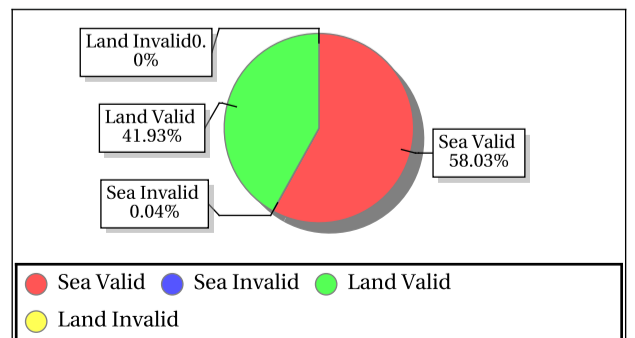 Land Invalid0.
0%
Land Valid
41.93%
Sea Valid
58.03%
Sea Invalid
0.04%
Sea Valid Sea Invalid Land Valid
Land Invalid